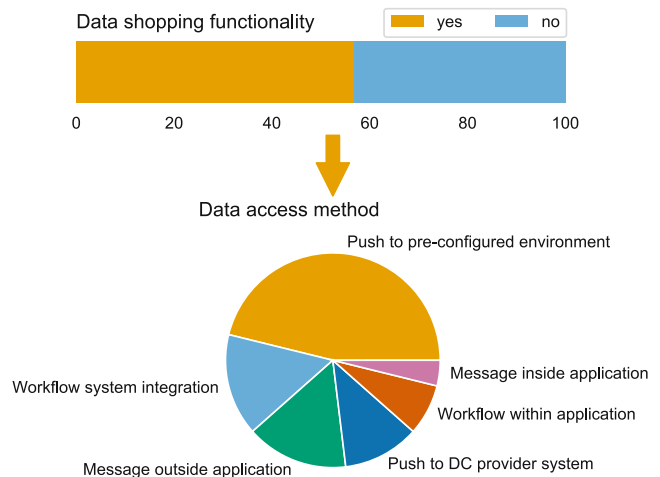 Data shopping functionality
yes no
0 20 40 60 80 100
Data access method
Push to pre-configured environment
Workflow system integration
Message inside application
Workflow within application
Message outside application
Push to DC provider system